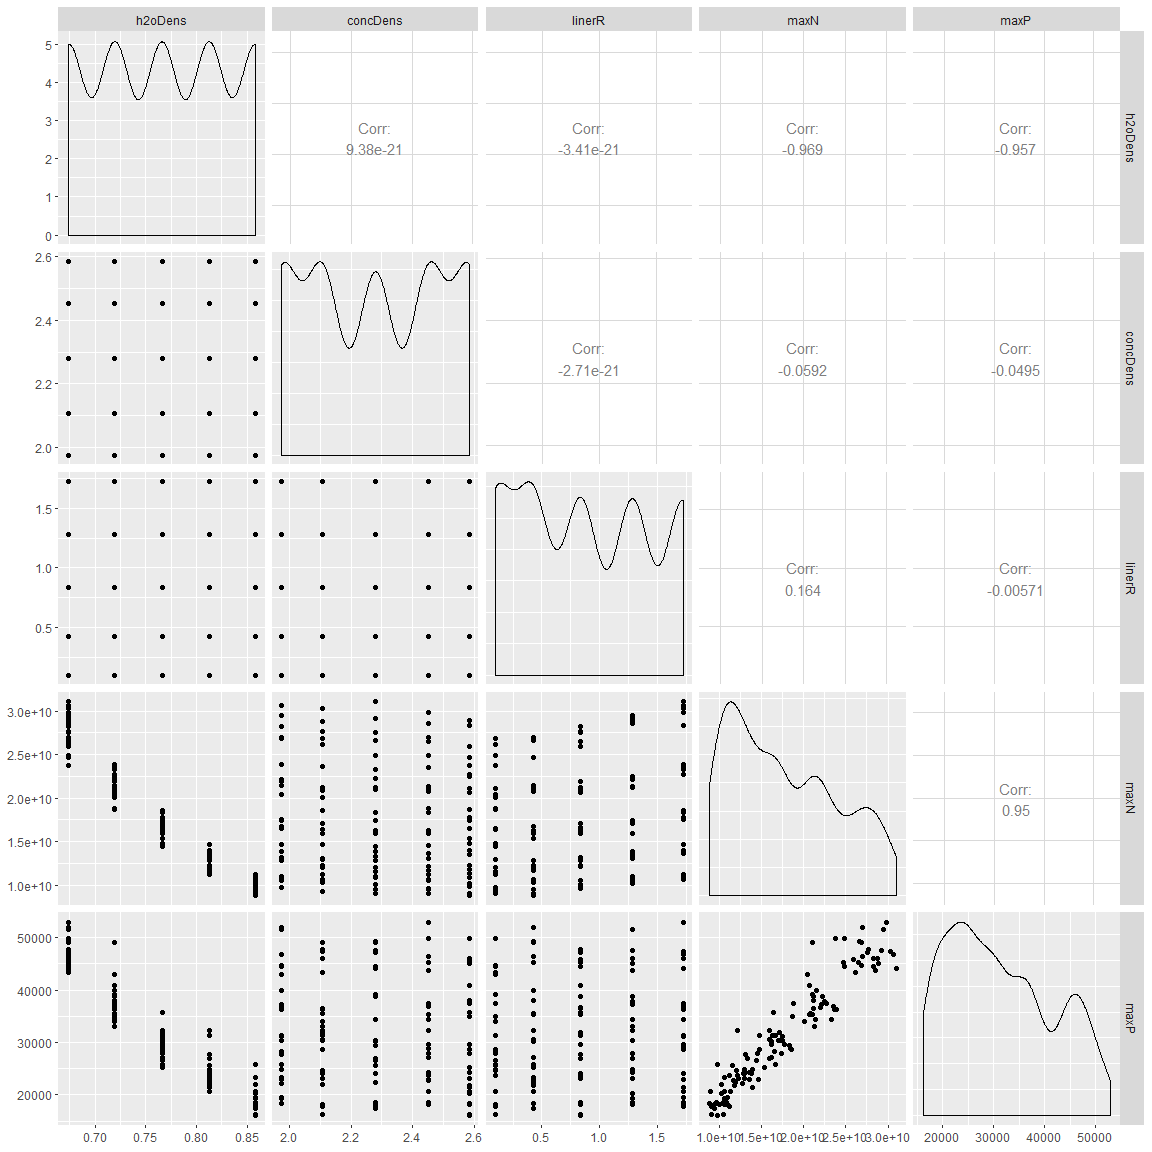 h2oDens concDens linerR maxN maxP
5
4
3
2
1
0
Corr:
9.38e-21
Corr:
-3.41e-21
Corr:
-0.969
Corr:
-0.957
h2oDens
2.6
2.4
2.2
2.0
Corr:
-2.71e-21
Corr:
-0.0592
Corr:
-0.0495
concDens
1.5
1.0
0.5
Corr:
0.164
Corr:
-0.00571
linerR
3.0e+10
2.5e+10
2.0e+10
1.5e+10
1.0e+10
Corr:
0.95
maxN
50000
40000
30000
20000
maxP
0.70 0.75 0.80 0.85 2.0 2.2 2.4 2.6 0.5 1.0 1.5 1.0e+10 1.5e+10 2.0e+10 2.5e+10 3.0e+10 20000 30000 40000 50000